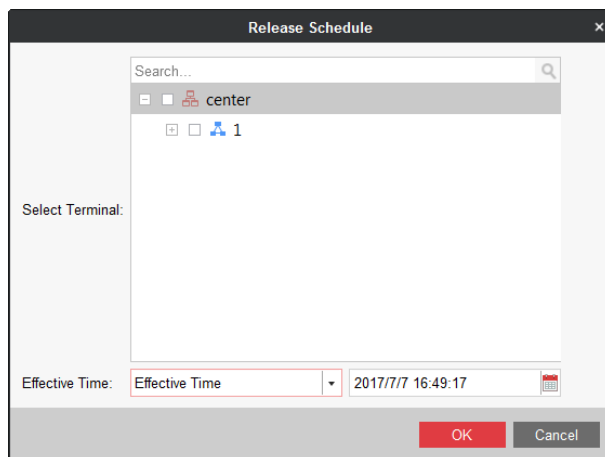 Release Schedule ×
Search...
center
1
Select Terminal:
Effective Time: Effective Time 2017/7/7 16:49:17
OK Cancel